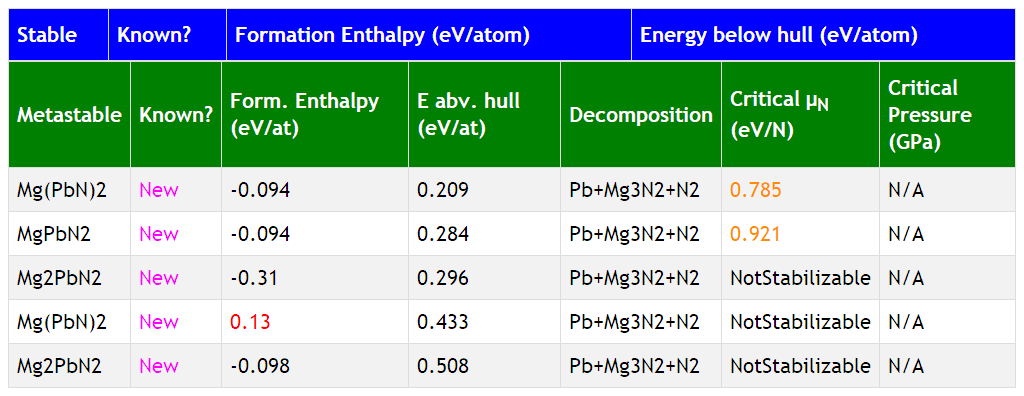 Stable Known? Formation Enthalpy (eV/atom) Energy below hull (eV/atom)
Metastable Known? Form. Enthalpy (eV/at) E abv. hull (eV/at) Decomposition Critical μN (eV/N) Critical Pressure (GPa)
Mg(PbN)2 New -0.094 0.209 Pb+Mg3N2+N2 0.785 N/A
MgPbN2 New -0.094 0.284 Pb+Mg3N2+N2 0.921 N/A
Mg2PbN2 New -0.31 0.296 Pb+Mg3N2+N2 NotStabilizable N/A
Mg(PbN)2 New 0.13 0.433 Pb+Mg3N2+N2 NotStabilizable N/A
Mg2PbN2 New -0.098 0.508 Pb+Mg3N2+N2 NotStabilizable N/A